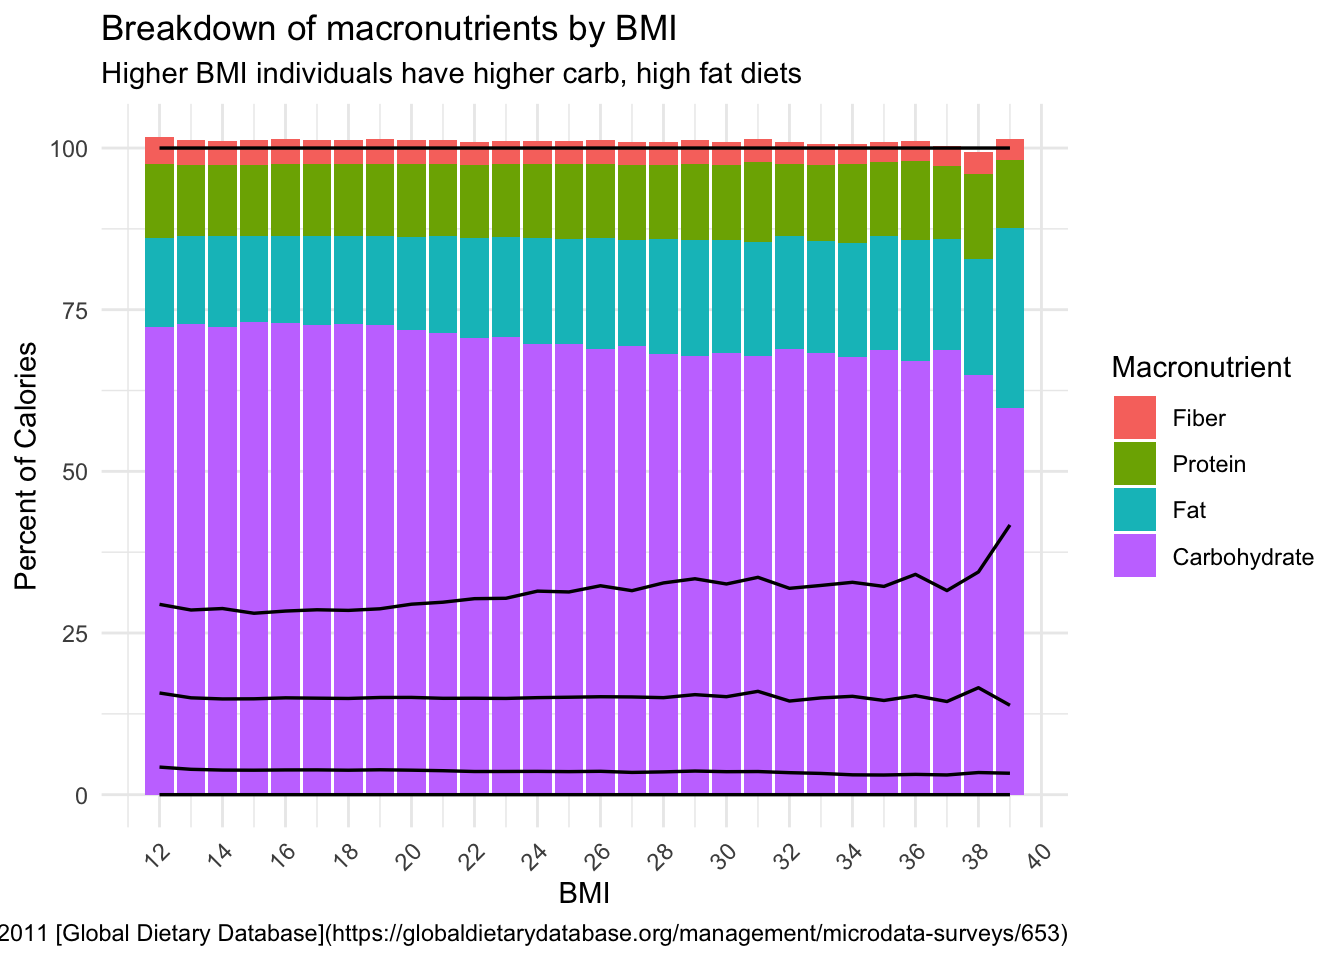 Breakdown of macronutrients by BMI
Higher BMI individuals have higher carb, high fat diets
Percent of Calories
100
75
50
25
0
12
14
16
18
20
22
24
26
28
30
32
34
36
38
40
BMI
Macronutrient
Fiber
Protein
Fat
Carbohydrate
2011 [Global Dietary Database](https://globaldietarydatabase.org/management/microdata-surveys/653)